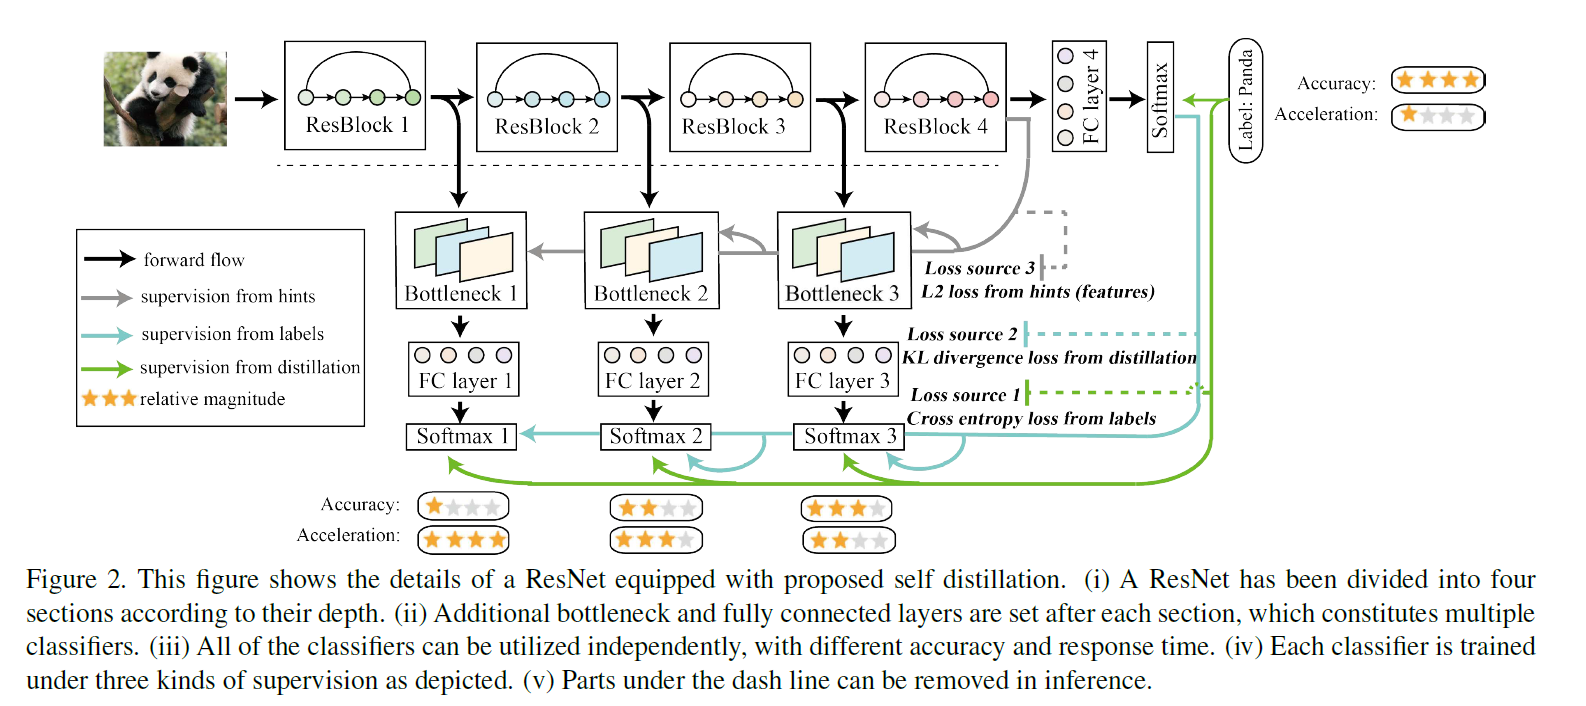 ResBlock 1
ResBlock 2
ResBlock 3
ResBlock 4
FC layer 4
Softmax
Label: Panda
Accuracy:
Acceleration:
forward flow
supervision from hints
supervision from labels
supervision from distillation
relative magnitude
Bottleneck 1
Bottleneck 2
Bottleneck 3
Loss source 3
L2 loss from hints (features)
Loss source 2
KL divergence loss from distillation
Loss source 1
Cross entropy loss from labels
FC layer 1
FC layer 2
FC layer 3
Softmax 1
Softmax 2
Softmax 3
Accuracy:
Acceleration:
Figure 2. This figure shows the details of a ResNet equipped with proposed self distillation. (i) A ResNet has been divided into four
sections according to their depth. (ii) Additional bottleneck and fully connected layers are set after each section, which constitutes multiple
classifiers. (iii) All of the classifiers can be utilized independently, with different accuracy and response time. (iv) Each classifier is trained
under three kinds of supervision as depicted. (v) Parts under the dash line can be removed in inference.